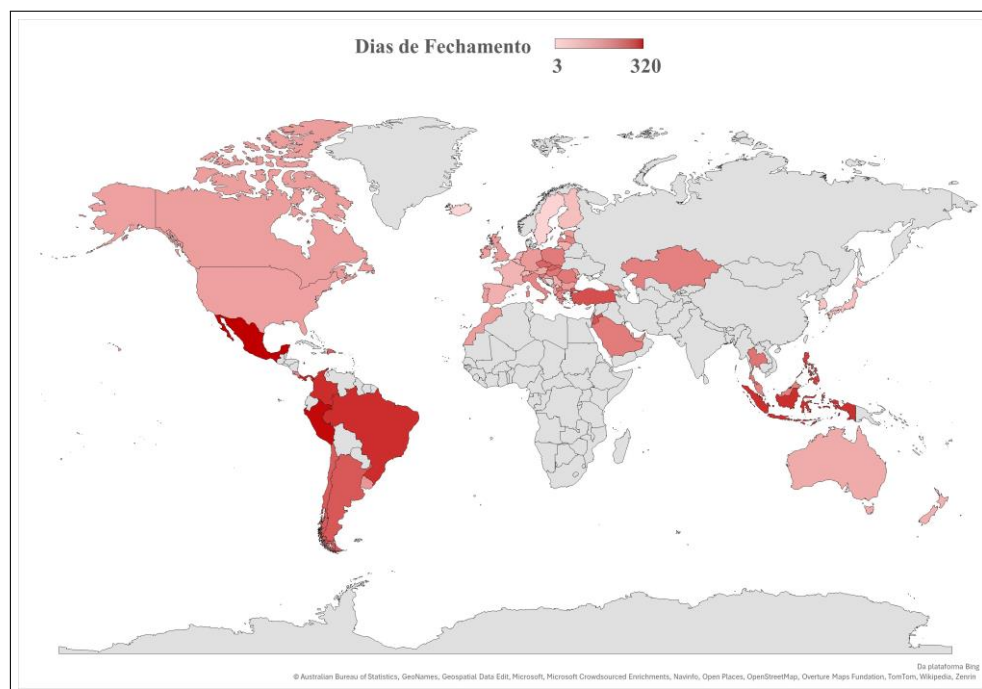 Dias de Fechamento
3 320
Da plataforma Bing
© Australian Bureau of Statistics, GeoNames, Geospatial Data Edit, Microsoft, Microsoft Crowdsourced Enrichments, Navinfo, Open Places, OpenStreetMap, Overture Maps Fundation, TomTom, Wikipedia, Zenrin